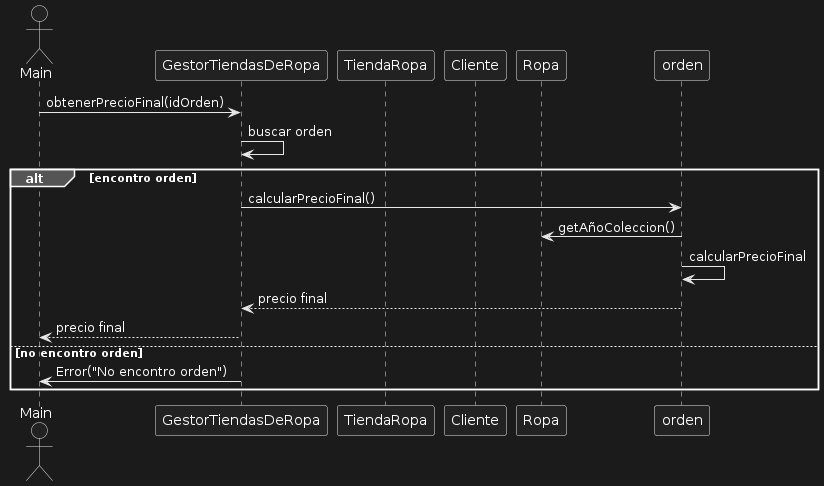 Main
GestorTiendasDeRopa
TiendaRopa
Cliente
Ropa
orden
obtenerPrecioFinal(idOrden)
buscar orden
alt
[encontro orden]
calcularPrecioFinal()
getAñoColeccion()
calcularPrecioFinal
precio final
precio final
[no encontro orden]
Error("No encontro orden")
Main
GestorTiendasDeRopa
TiendaRopa
Cliente
Ropa
orden